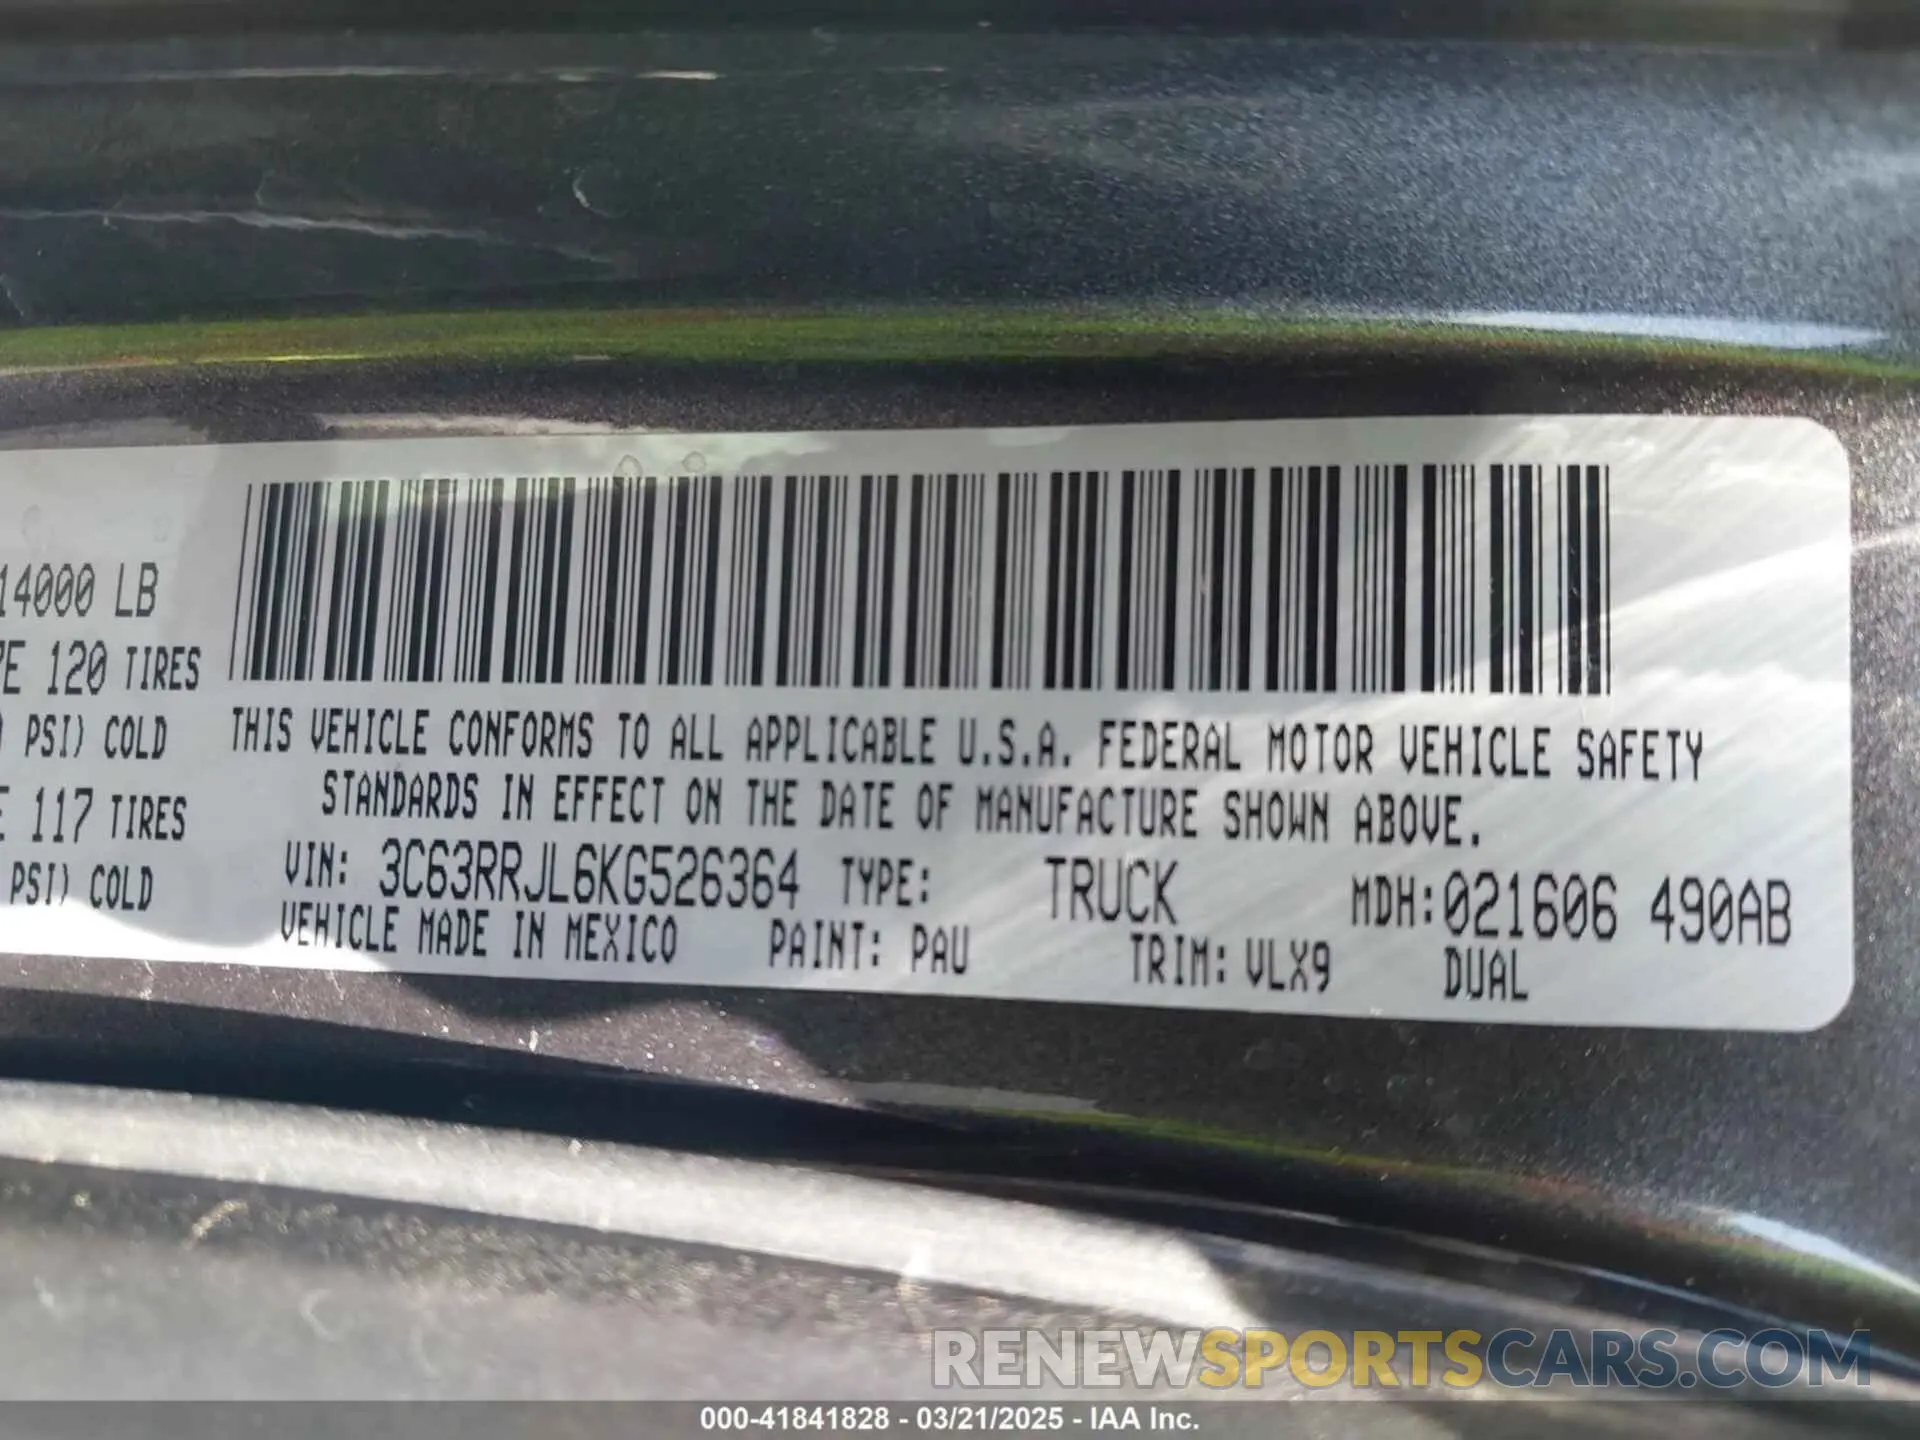 14000 LB
120 TIRES
PSI) COLD
117 TIRES
PSI) COLD
THIS VEHICLE CONFORMS TO ALL APPLICABLE U.S.A. FEDERAL MOTOR VEHICLE SAFETY
STANDARDS IN EFFECT ON THE DATE OF MANUFACTURE SHOWN ABOVE.
VIN: 3C63RRJL6KG526364 TYPE: TRUCK MDH:021606 490AB
VEHICLE MADE IN MEXICO PAINT: PAU TRIM: VLX9 DUAL
RENEWSPORTSCARS.COM
000-41841828 - 03/21/2025 - IAA Inc.